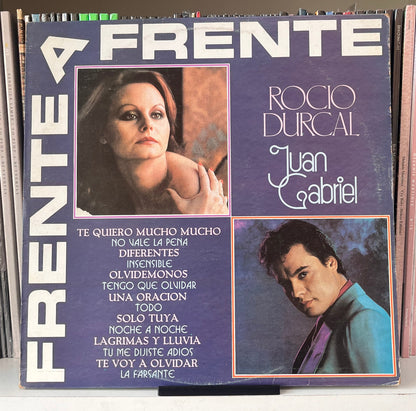 FRENTE A FRENTE
ROCIO
DURCAL
Juan
Gabriel
TE QUIERO MUCHO MUCHO
NO VALE LA PENA
DIFERENTES
INSENSIBLE
OLVIDEMONOS
TENGO QUE OLVIDAR
UNA ORACION
TODO
SOLO TUYA
NOCHE A NOCHE
LAGRIMAS Y LLUVIA
TU ME DIJISTE ADIOS
TE VOY A OLVIDAR
LA FARSANTE